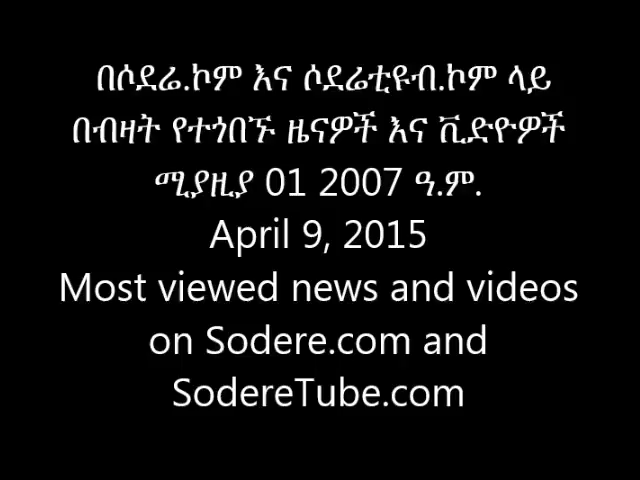 በሶደሬ.ኮም እና ሶደሬቲዩብ.ኮም ላይ
በብዛት የተጎበኙ ዜናዎች እና ቪድዮዎች
ሚያዚያ 01 2007 ዓ.ም.
April 9, 2015
Most viewed news and videos
on Sodere.com and
SodereTube.com